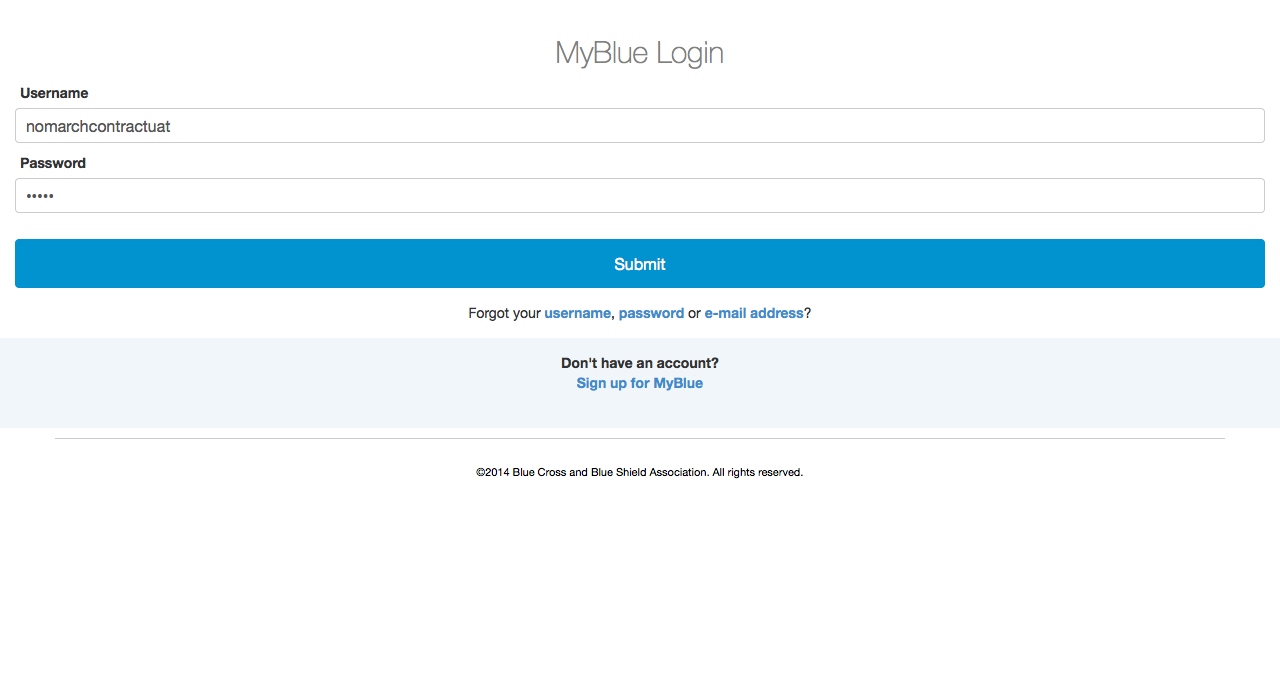 MyBlue Login
Username
nomarchcontractuat
Password
•••••
Submit
Forgot your username, password or e-mail address?
Don't have an account?
Sign up for MyBlue
©2014 Blue Cross and Blue Shield Association. All rights reserved.